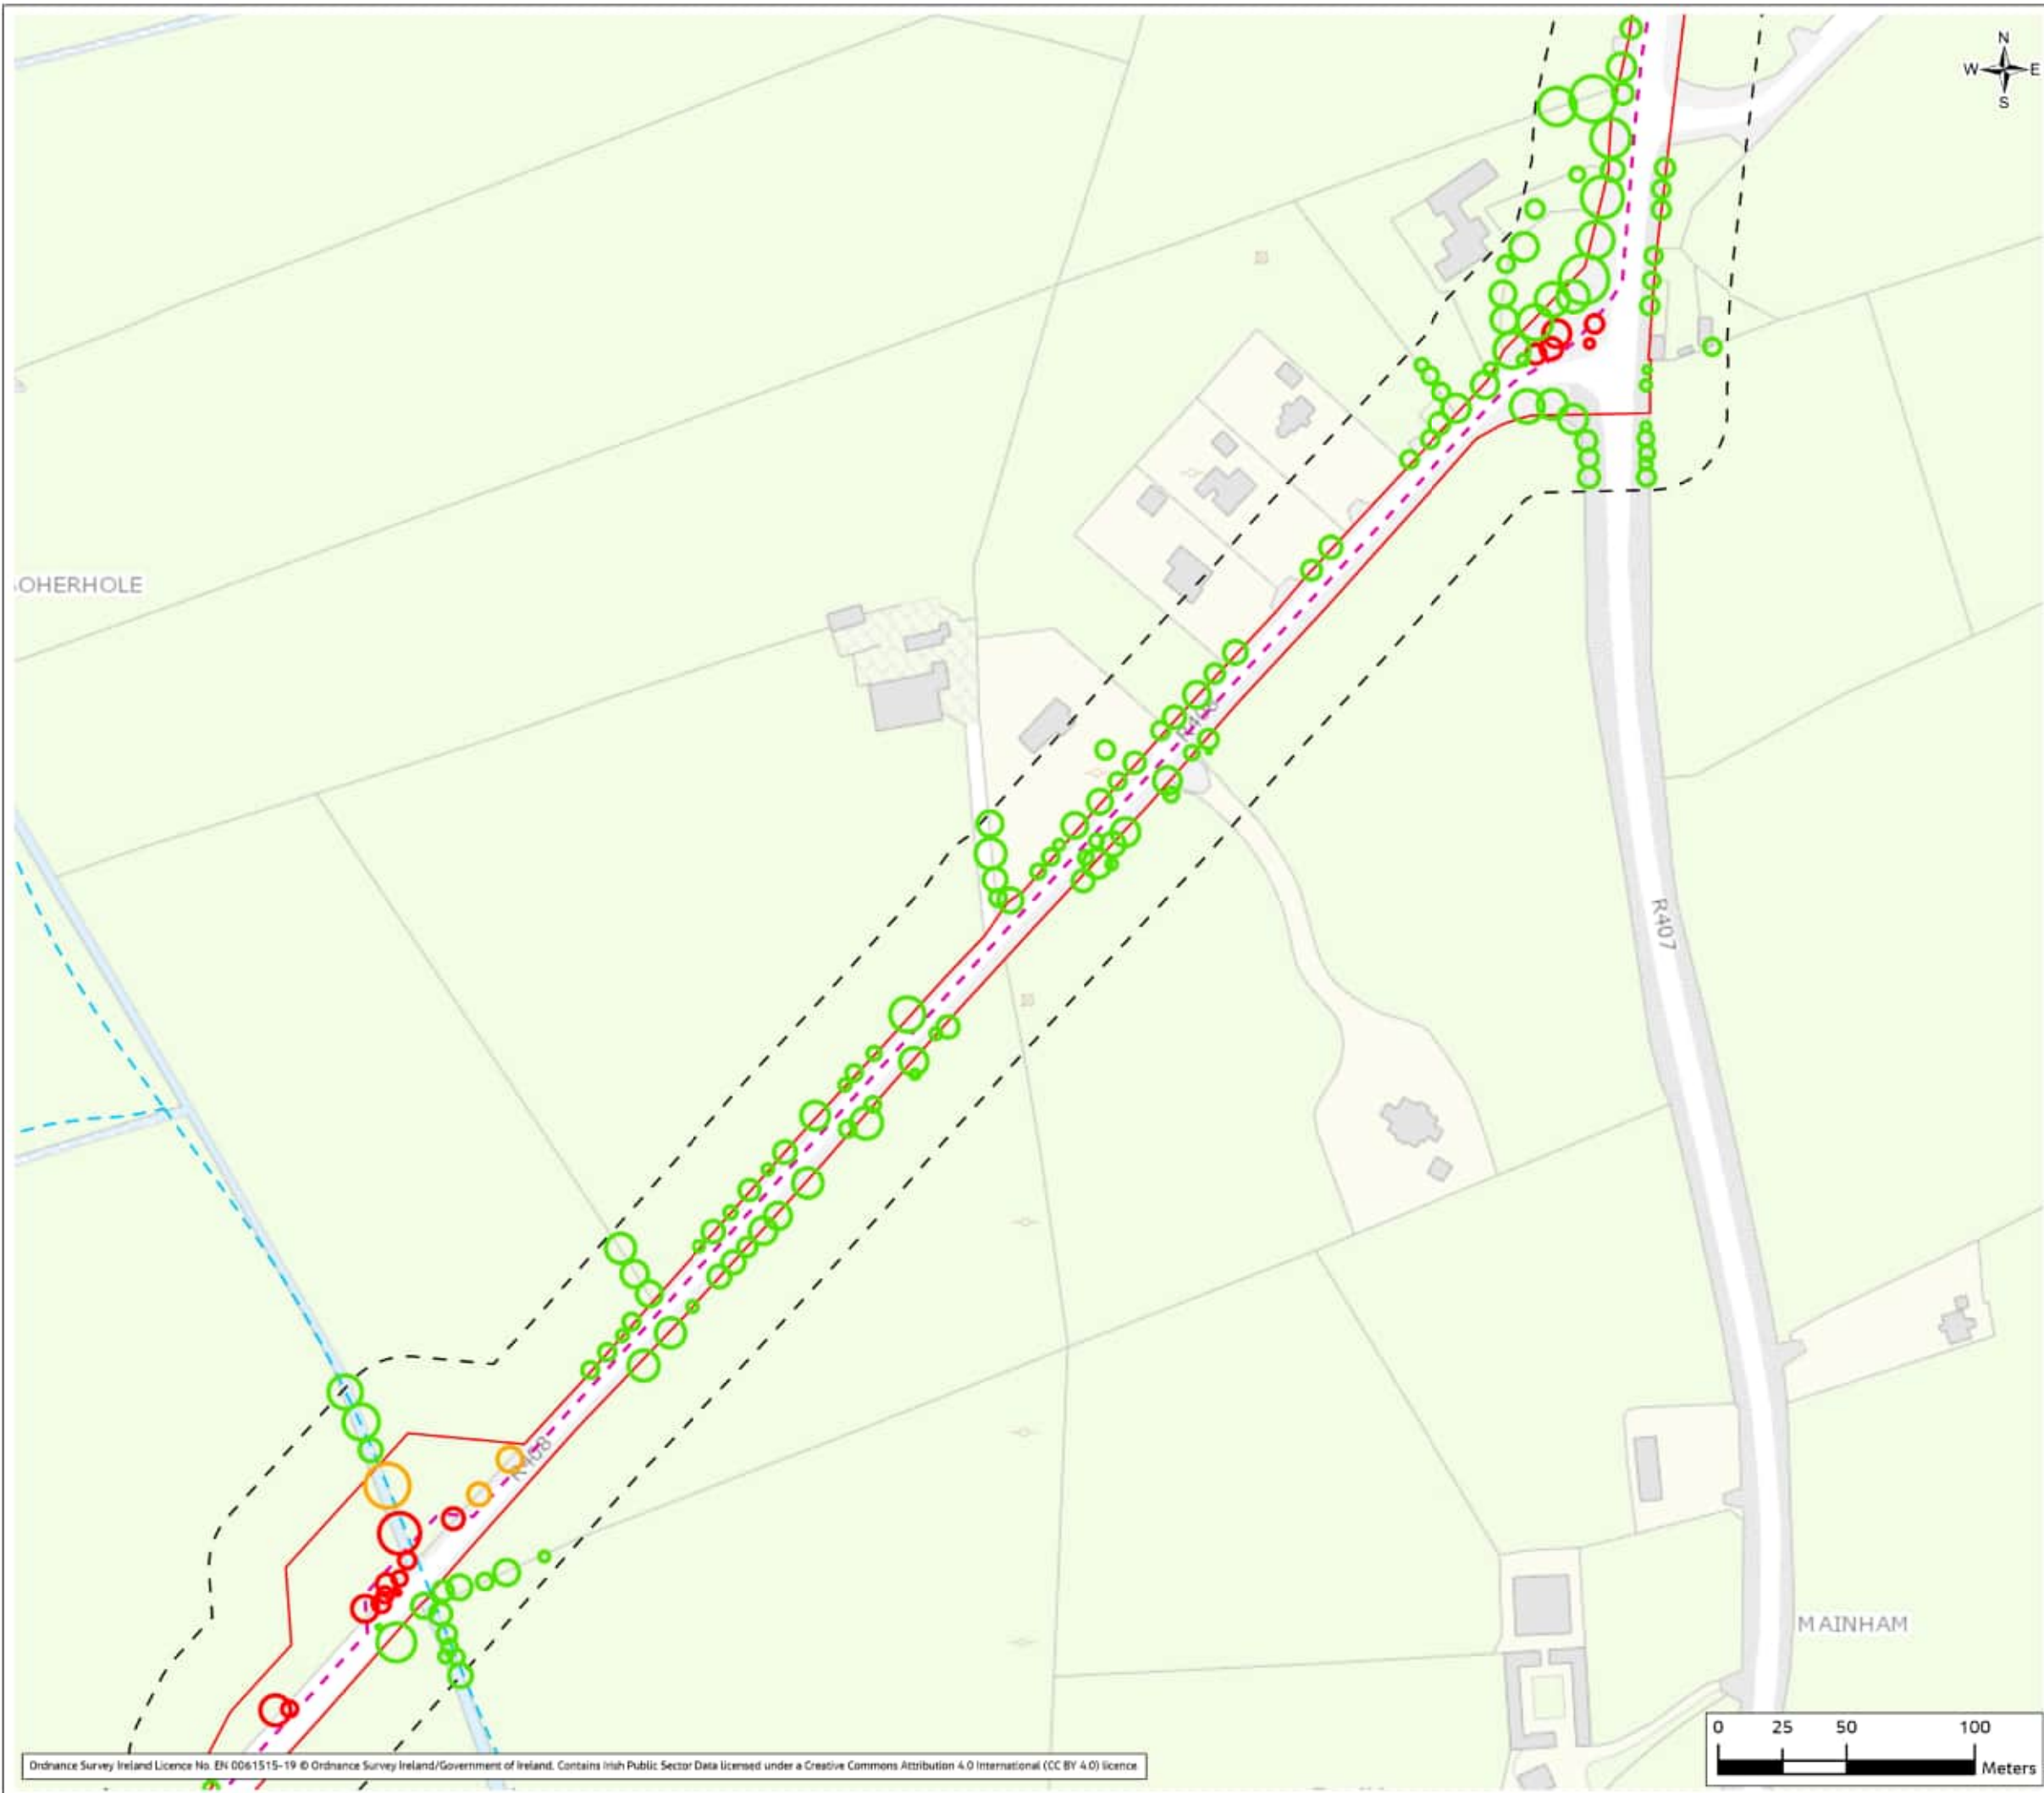 N
W E
S
OHERHOLE
R408
R407
R408
MAINHAM
0 25 50 100
Meters
Ordnance Survey Ireland Licence No. EN 0061515-19 © Ordnance Survey Ireland/Government of Ireland. Contains Irish Public Sector Data licensed under a Creative Commons Attribution 4.0 International (CC BY 4.0) licence